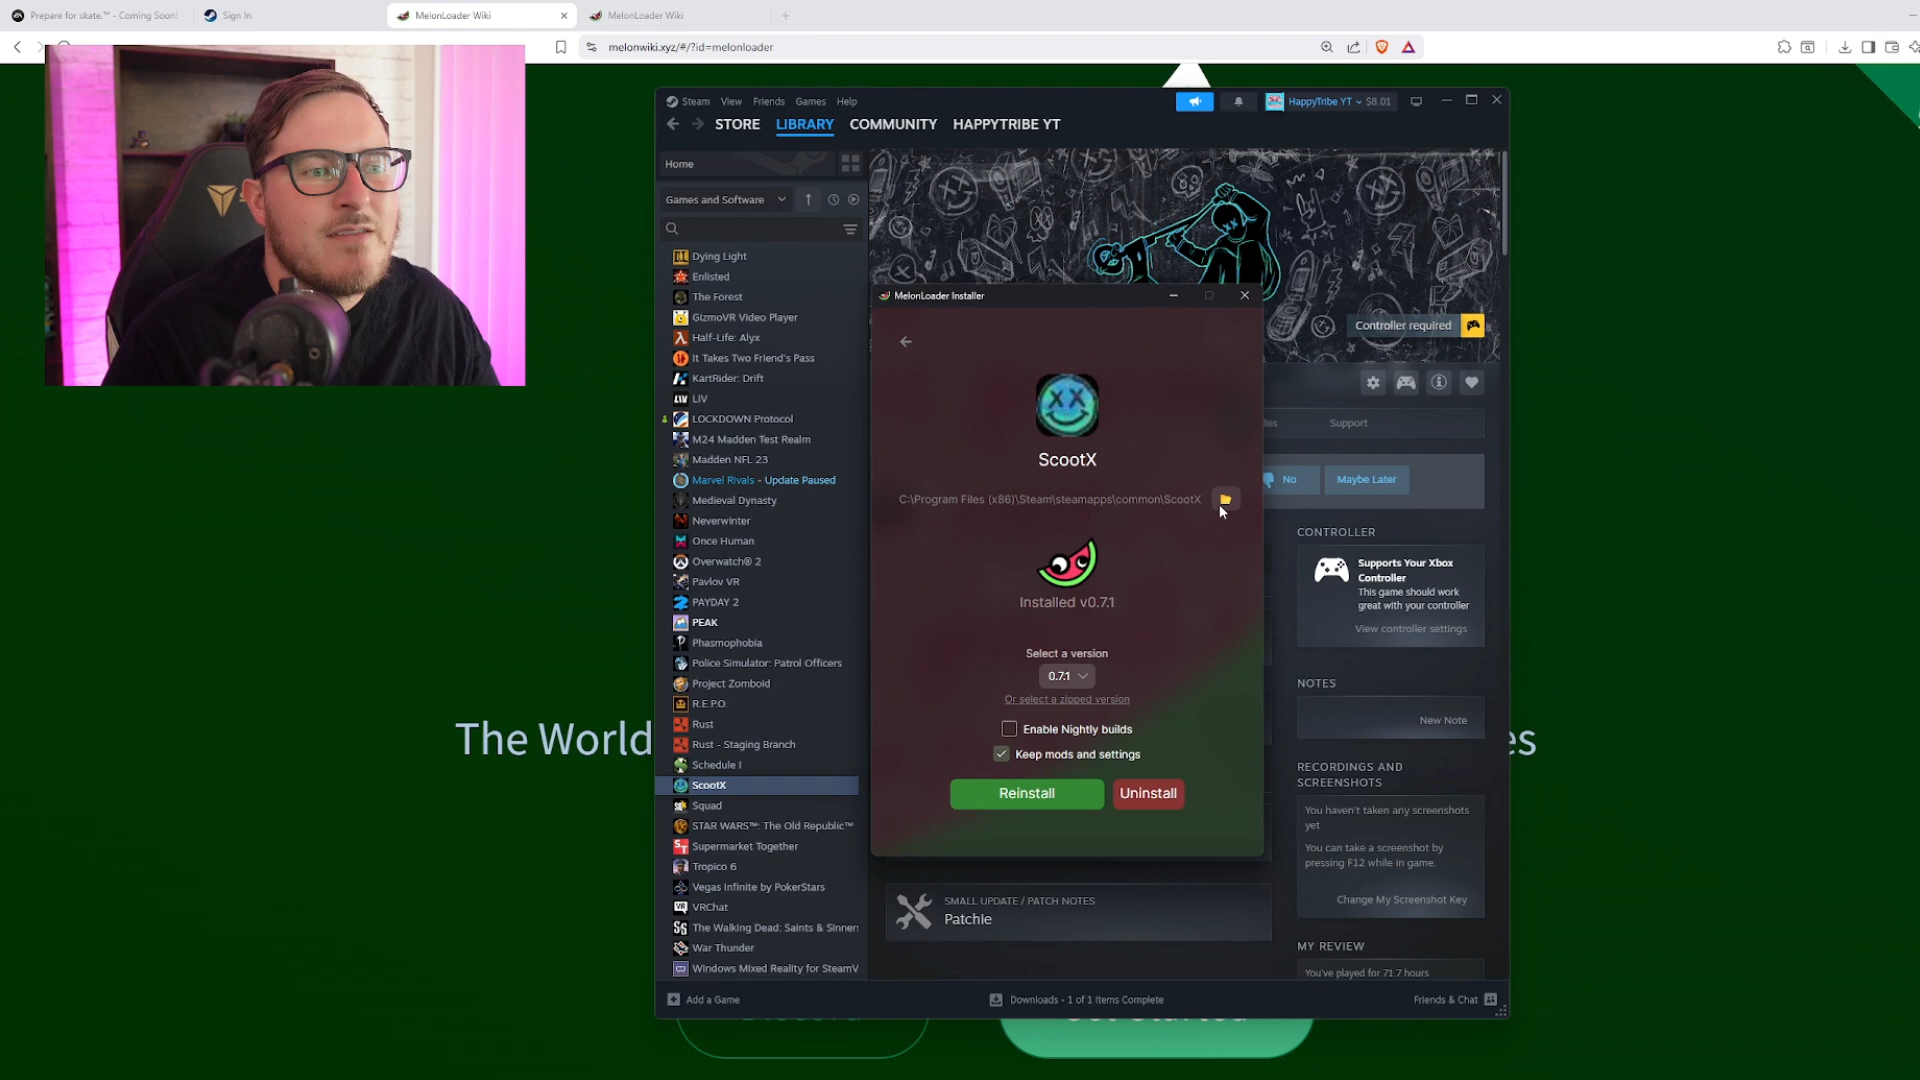 Prepare for skate.™ - Coming Soon!
Sign In
MelonLoader Wiki
MelonLoader Wiki
melonwiki.xyz/#/?id=melonloader
Steam View Friends Games Help
HappyTribe YT
$8.01
STORE LIBRARY COMMUNITY HAPPYTRIBE YT
Home
Games and Software
Dying Light
Enlisted
The Forest
GizmoVR Video Player
Half-Life: Alyx
It Takes Two Friend's Pass
KartRider: Drift
LIV
LOCKDOWN Protocol
M24 Madden Test Realm
Madden NFL 23
Marvel Rivals - Update Paused
Medieval Dynasty
Neverwinter
Once Human
Overwatch® 2
Pavlov VR
PAYDAY 2
PEAK
Phasmophobia
Police Simulator: Patrol Officers
Project Zomboid
R.E.P.O.
Rust
Rust - Staging Branch
Schedule I
ScootX
Squad
STAR WARS™: The Old Republic™
Supermarket Together
Tropico 6
Vegas Infinite by PokerStars
VRChat
The Walking Dead: Saints & Sinners
War Thunder
Windows Mixed Reality for SteamV
Add a Game
MelonLoader Installer
ScootX
C:\Program Files (x86)\Steam\steamapps\common\ScootX
Installed v0.7.1
Select a version
0.7.1
Or select a zipped version
Enable Nightly builds
Keep mods and settings
Reinstall
Uninstall
Controller required
Support
No
Maybe Later
CONTROLLER
Supports Your Xbox
Controller
This game should work
great with your controller
View controller settings
NOTES
New Note
RECORDINGS AND
SCREENSHOTS
You haven't taken any screenshots
yet
You can take a screenshot by
pressing F12 while in game.
Change My Screenshot Key
MY REVIEW
You've played for 71.7 hours
SMALL UPDATE / PATCH NOTES
Patchie
Downloads - 1 of 1 Items Complete
Friends & Chat
The World
es